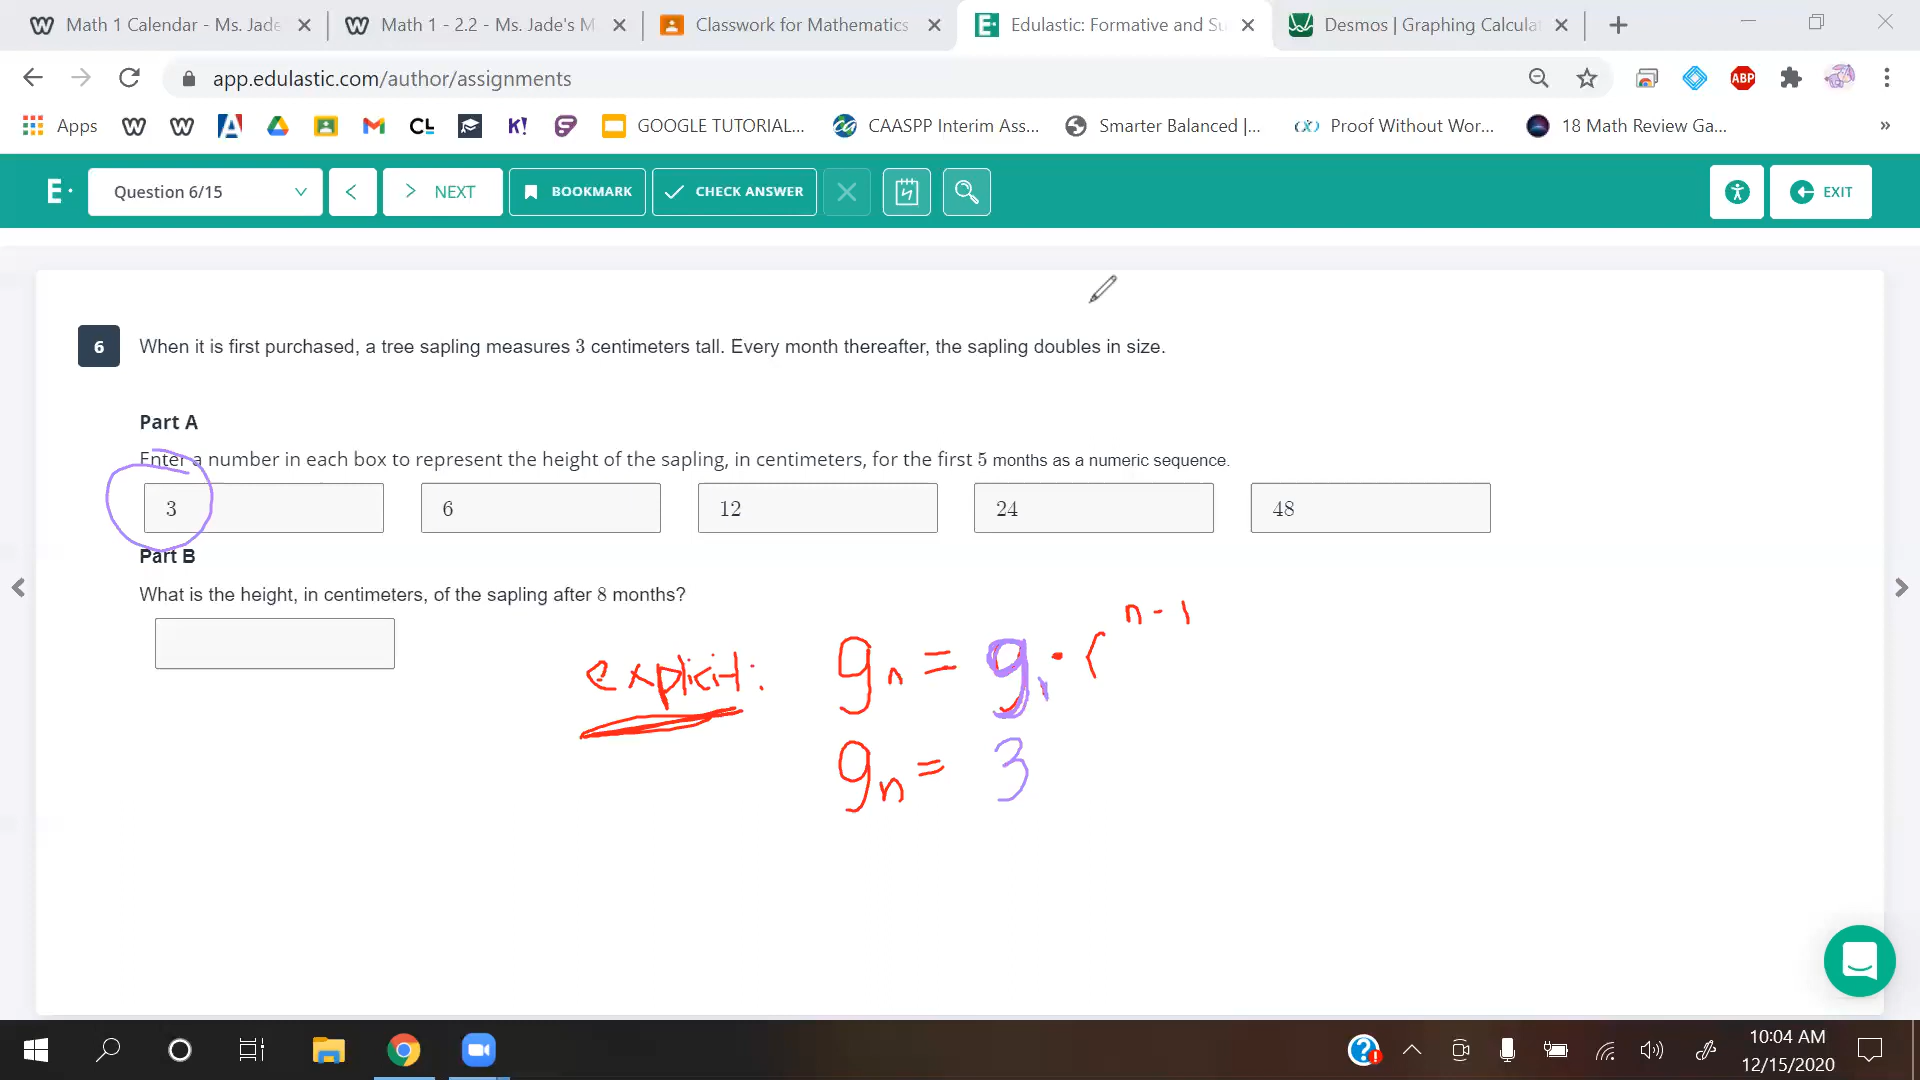 Math 1 Calendar - Ms. Jade
Math 1 - 2.2 - Ms. Jade's M
Classwork for Mathematics
Edulastic: Formative and Su
Desmos | Graphing Calculat
app.edulastic.com/author/assignments
ABP
Apps
CL
K!
GOOGLE TUTORIAL...
CAASPP Interim Ass...
Smarter Balanced |...
Proof Without Wor...
18 Math Review Ga...
»
E·
Question 6/15
NEXT
BOOKMARK
CHECK ANSWER
EXIT
6
When it is first purchased, a tree sapling measures 3 centimeters tall. Every month thereafter, the sapling doubles in size.
Part A
Enter a number in each box to represent the height of the sapling, in centimeters, for the first 5 months as a numeric sequence.
3 6 12 24 48
Part B
What is the height, in centimeters, of the sapling after 8 months?
explicit: gₙ = g₁ · rⁿ⁻¹
gₙ = 3
10:04 AM
12/15/2020